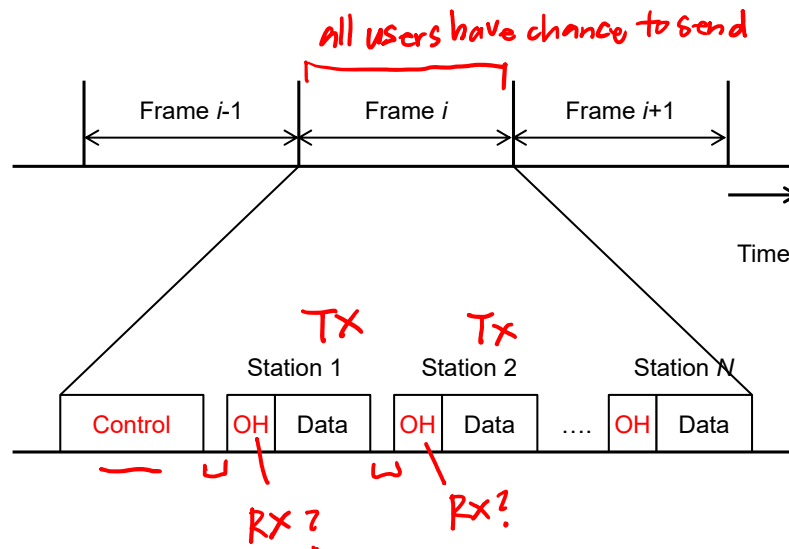 all users have chance to send
Frame i-1 Frame i Frame i+1
Time
TX Tx
Station 1 Station 2 Station N
Control OH Data OH Data .... OH Data
RX? RX?